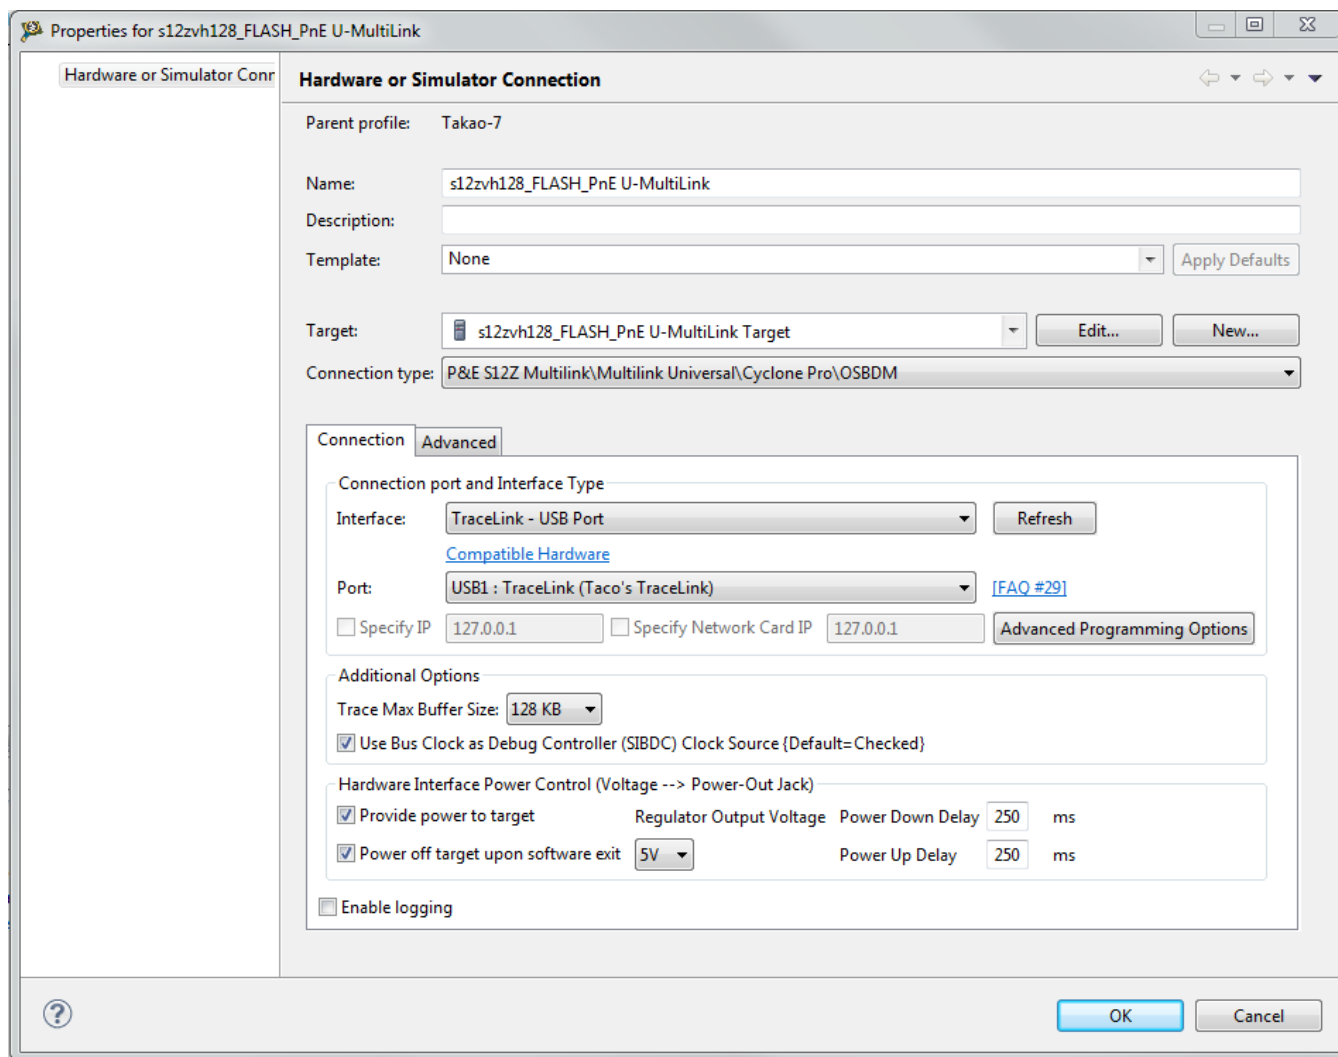 Properties for s12zvh128_FLASH_PnE U-MultiLink
Hardware or Simulator Conn
Hardware or Simulator Connection
Parent profile: Takao-7
Name: s12zvh128_FLASH_PnE U-MultiLink
Description:
Template: None Apply Defaults
Target: s12zvh128_FLASH_PnE U-MultiLink Target Edit... New...
Connection type: P&E S12Z Multilink\Multilink Universal\Cyclone Pro\OSBDM
Connection Advanced
Connection port and Interface Type
Interface: TraceLink - USB Port Refresh
Compatible Hardware
Port: USB1 : TraceLink (Taco's TraceLink) [FAQ #29]
Specify IP 127.0.0.1 Specify Network Card IP 127.0.0.1 Advanced Programming Options
Additional Options
Trace Max Buffer Size: 128 KB
Use Bus Clock as Debug Controller (SIBDC) Clock Source {Default=Checked}
Hardware Interface Power Control (Voltage --> Power-Out Jack)
Provide power to target Regulator Output Voltage Power Down Delay 250 ms
Power off target upon software exit 5V Power Up Delay 250 ms
Enable logging
OK Cancel